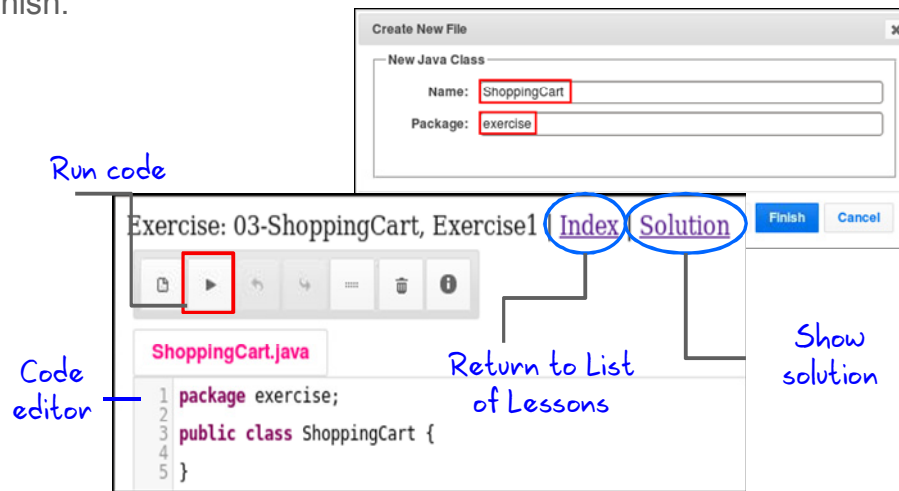 Create New File
New Java Class
Name: ShoppingCart
Package: exercise
Finish Cancel
Run code
Exercise: 03-ShoppingCart, Exercise1 | Index | Solution
ShoppingCart.java
Code editor
Return to List of Lessons
Show solution
1 package exercise;
2
3 public class ShoppingCart {
4
5 }